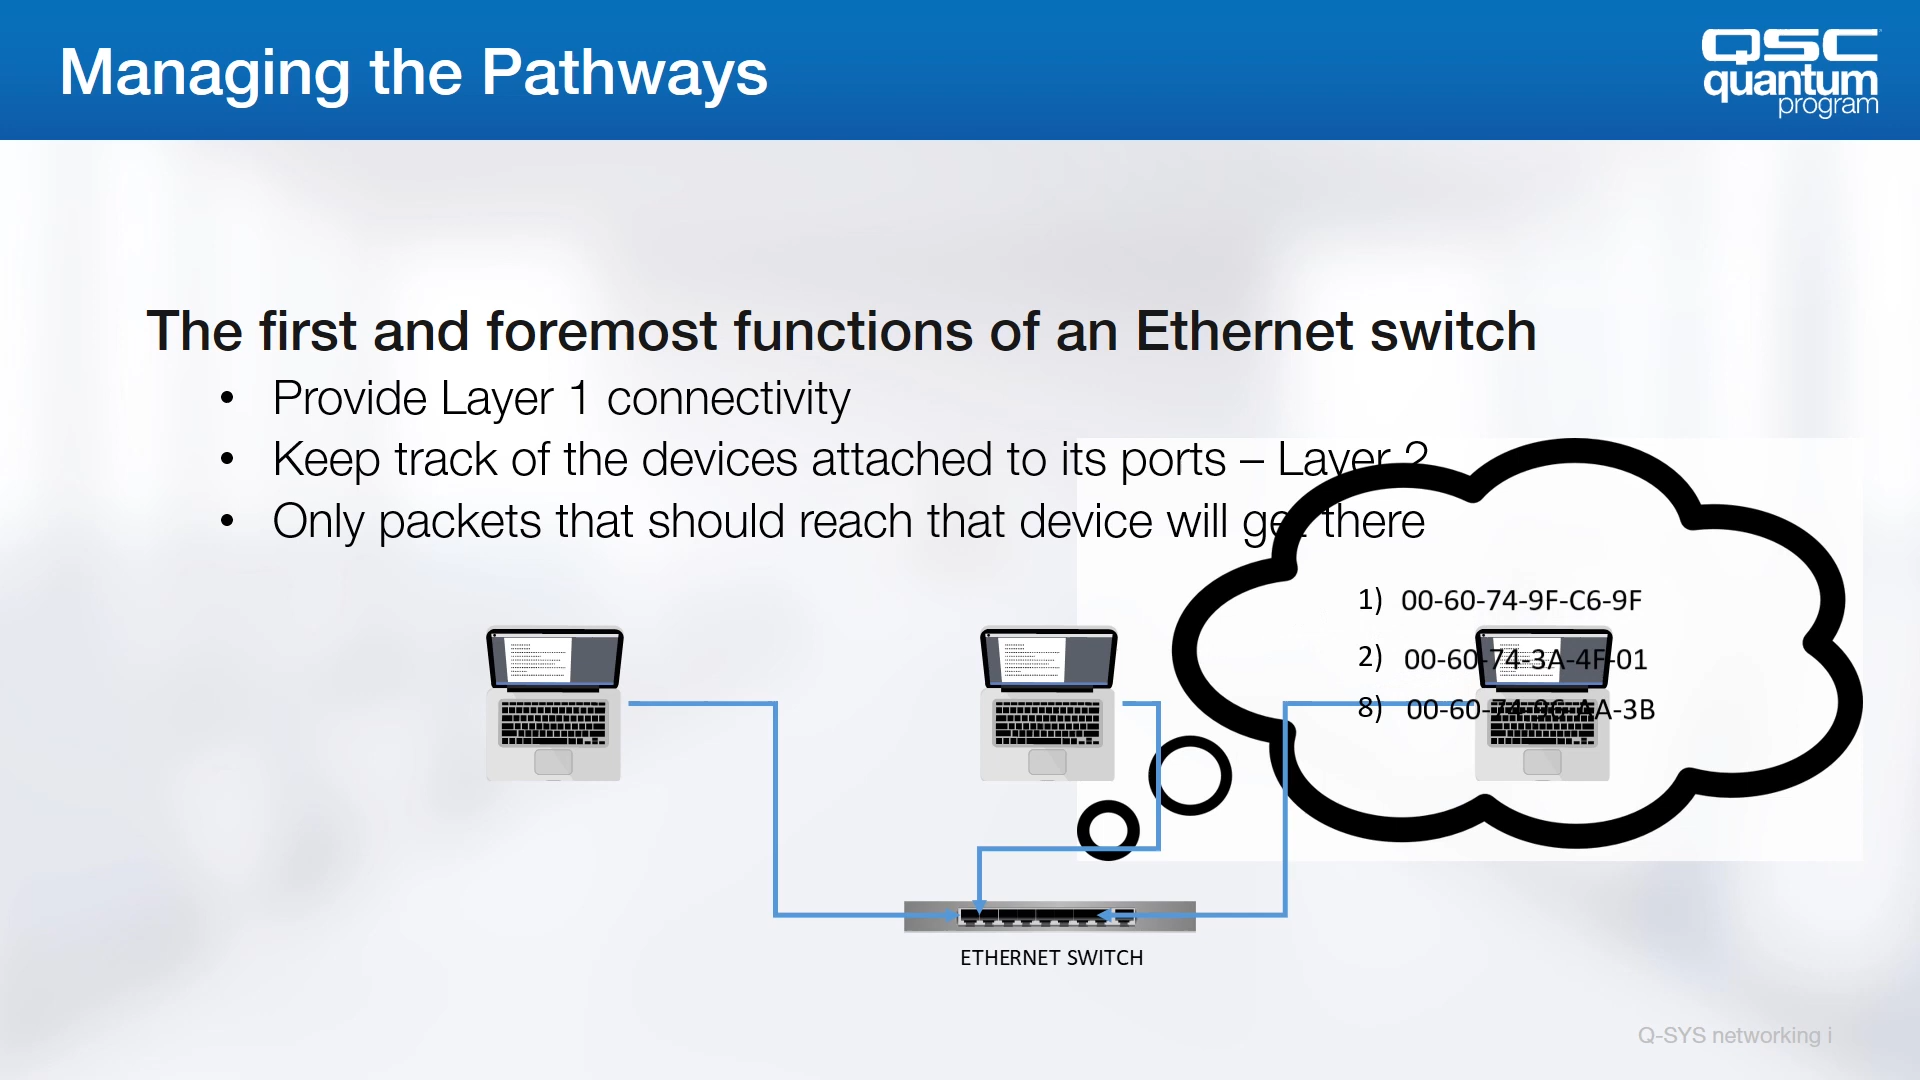 Managing the Pathways
QSC
quantum
program
The first and foremost functions of an Ethernet switch
• Provide Layer 1 connectivity
• Keep track of the devices attached to its ports – Layer 2
• Only packets that should reach that device will get there
1) 00-60-74-9F-C6-9F
2) 00-60-74-3A-4F-01
8) 00-60-74-06-AA-3B
ETHERNET SWITCH
Q-SYS networking i